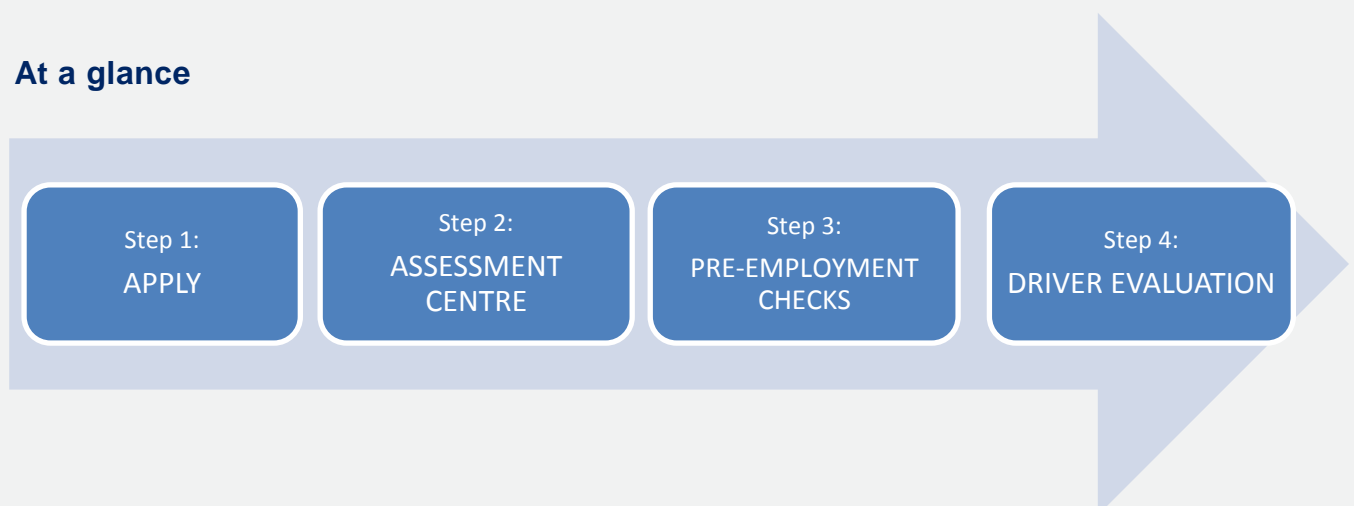 At a glance
Step 1:
APPLY
Step 2:
ASSESSMENT
CENTRE
Step 3:
PRE-EMPLOYMENT
CHECKS
Step 4:
DRIVER EVALUATION